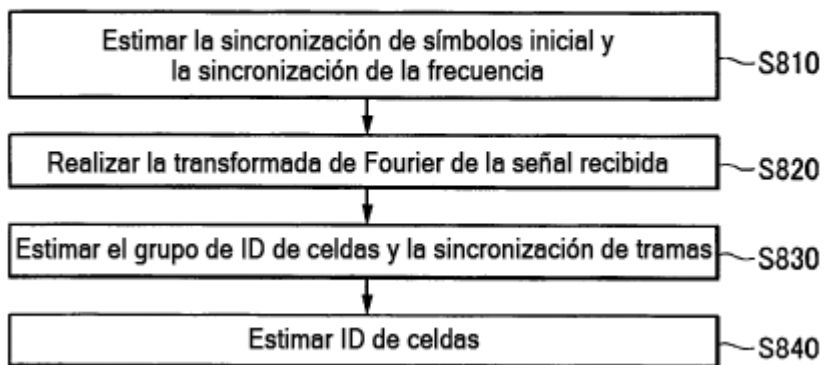 Estimar la sincronización de símbolos inicial y
la sincronización de la frecuencia
S810
Realizar la transformada de Fourier de la señal recibida
S820
Estimar el grupo de ID de celdas y la sincronización de tramas
S830
Estimar ID de celdas
S840